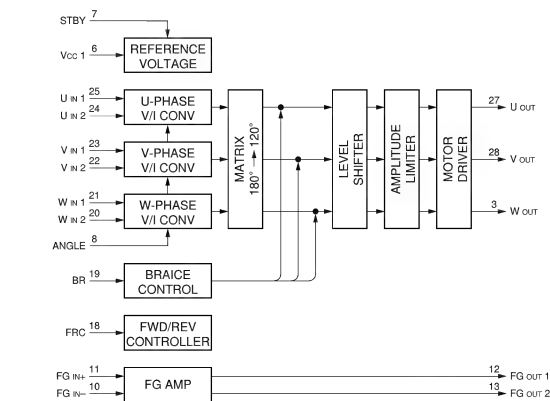 STBY 7
VCC 1 6
REFERENCE
VOLTAGE
U IN 1 25
U IN 2 24
U-PHASE
V/I CONV
V IN 1 23
V IN 2 22
V-PHASE
V/I CONV
W IN 1 21
W IN 2 20
W-PHASE
V/I CONV
ANGLE 8
MATRIX
180° → 120°
LEVEL
SHIFTER
AMPLITUDE
LIMITER
MOTOR
DRIVER
27 U OUT
28 V OUT
3 W OUT
BR 19
BRAICE
CONTROL
FRC 18
FWD/REV
CONTROLLER
FG IN+ 11
FG IN– 10
FG AMP
12 FG OUT 1
13 FG OUT 2